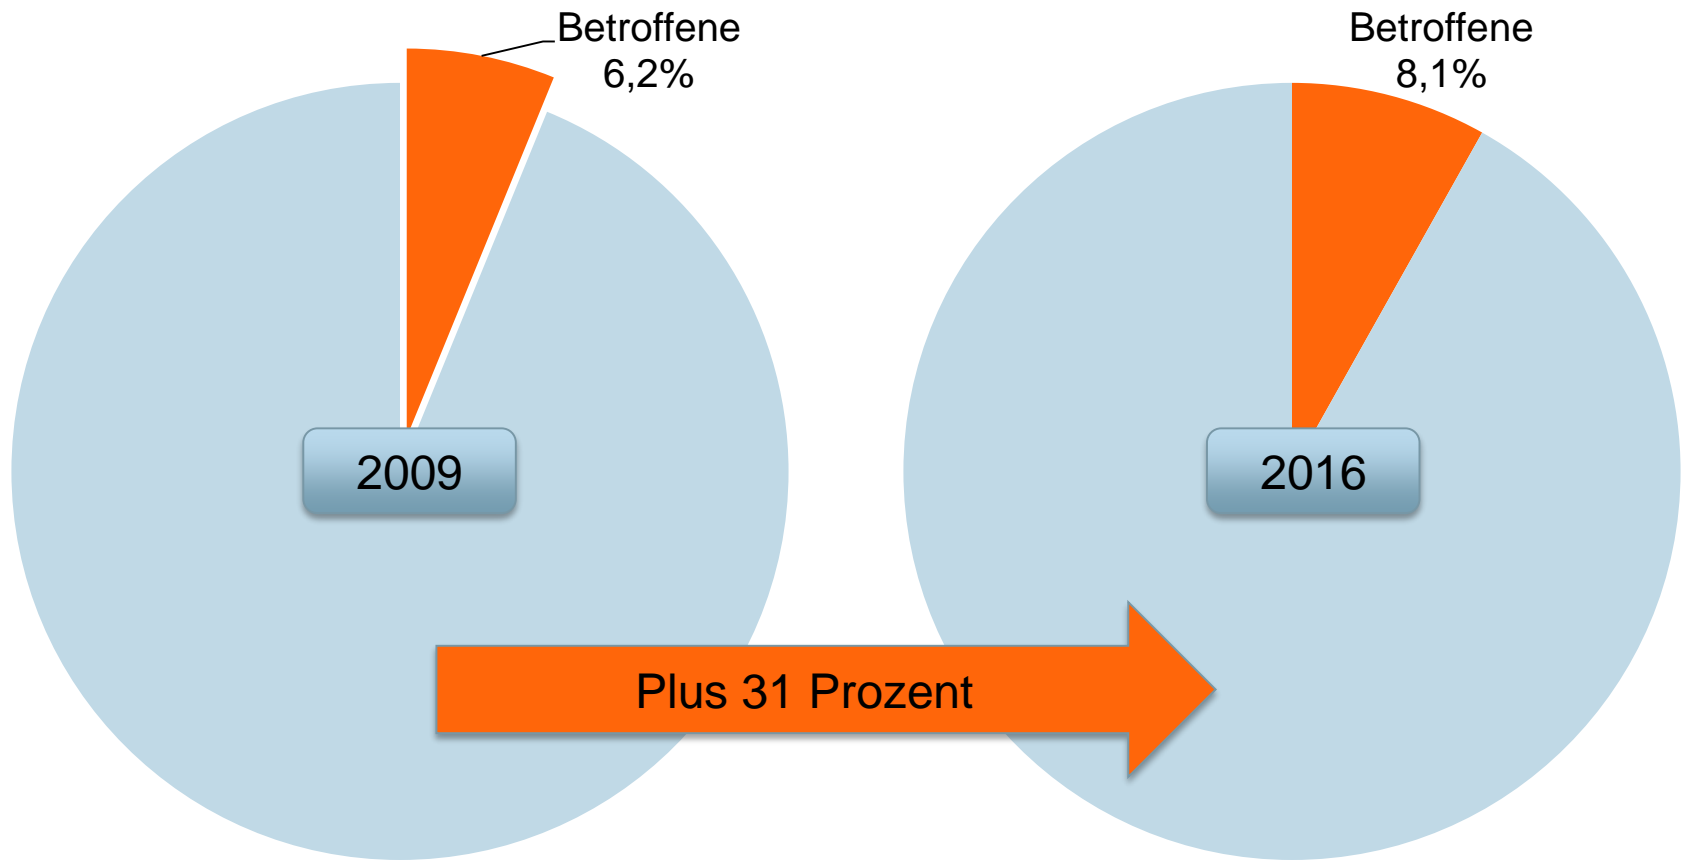 Betroffene
6,2%
Betroffene
8,1%
2009
2016
Plus 31 Prozent